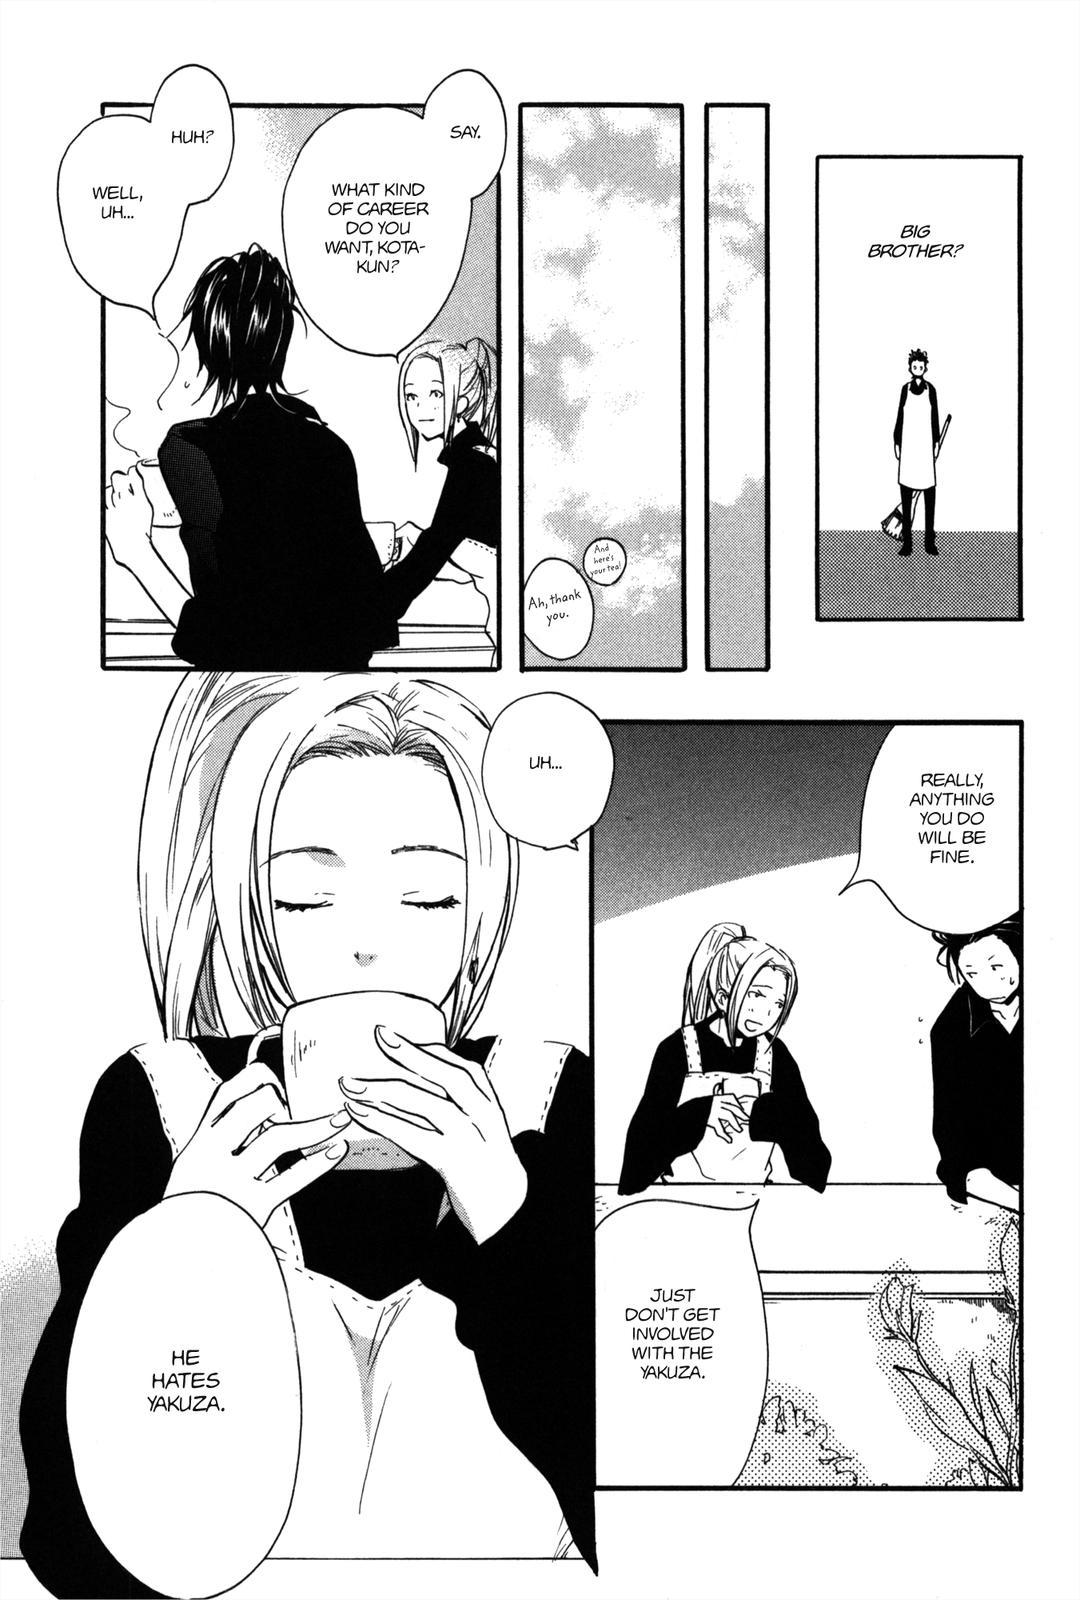 BIG
BROTHER?
And
here's
your tea!
Ah, thank
you.
SAY.
WHAT KIND
OF CAREER
DO YOU
WANT, KOTA-
KUN?
HUH?
WELL,
UH...
REALLY,
ANYTHING
YOU DO
WILL BE
FINE.
JUST
DON'T GET
INVOLVED
WITH THE
YAKUZA.
UH...
HE
HATES
YAKUZA.